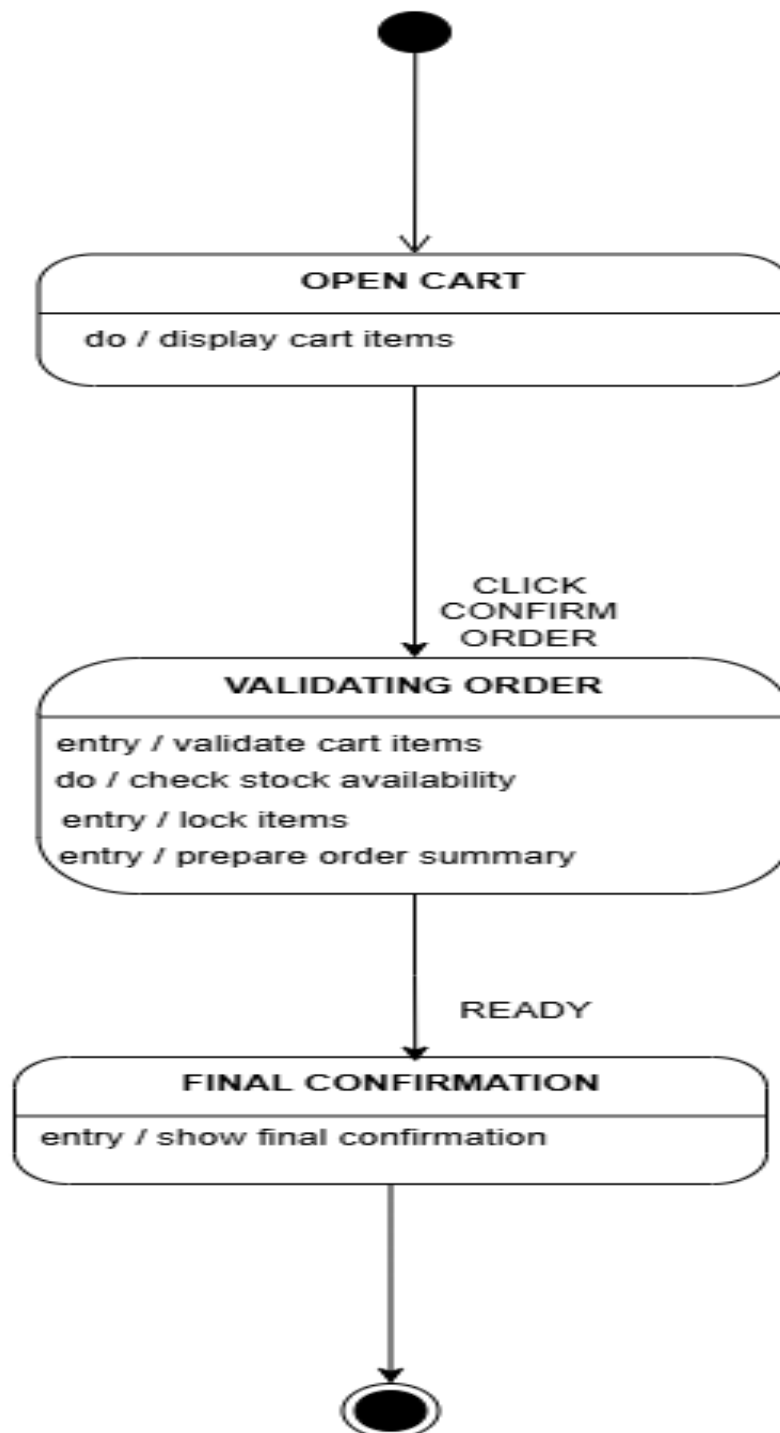 OPEN CART
do / display cart items
CLICK
CONFIRM
ORDER
VALIDATING ORDER
entry / validate cart items
do / check stock availability
entry / lock items
entry / prepare order summary
READY
FINAL CONFIRMATION
entry / show final confirmation